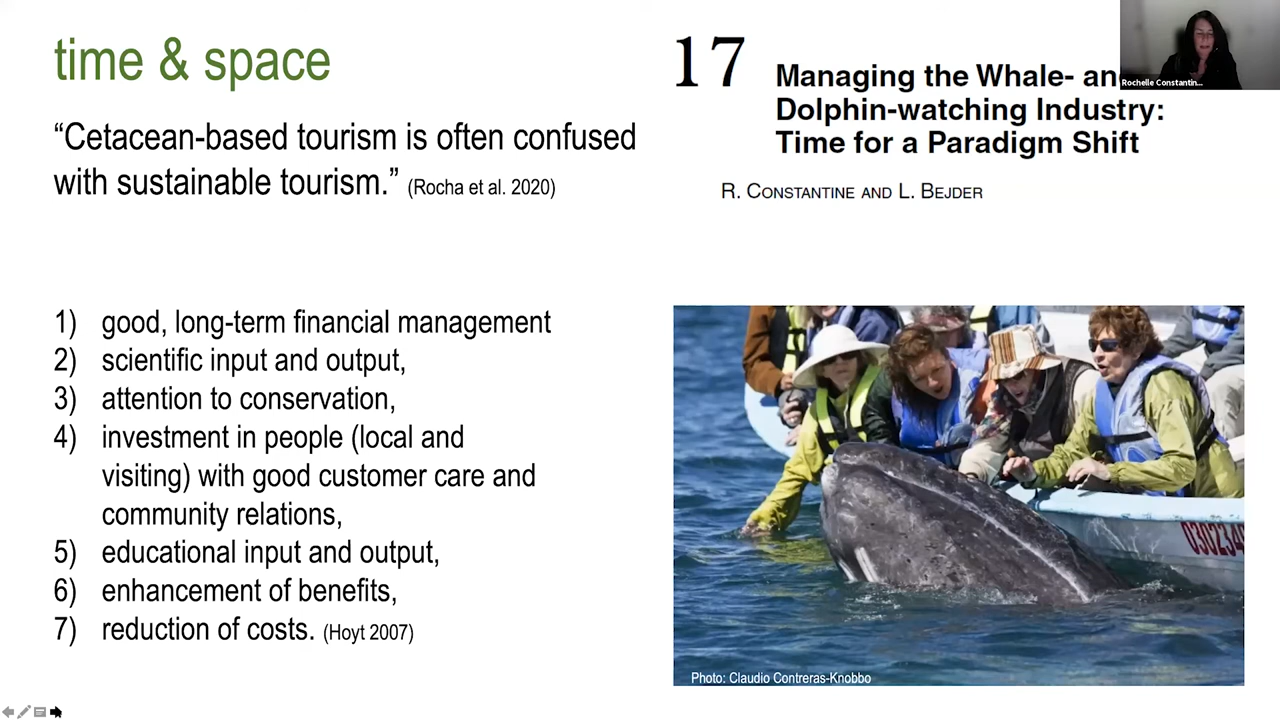 time & space
“Cetacean-based tourism is often confused
with sustainable tourism.” (Rocha et al. 2020)
1) good, long-term financial management
2) scientific input and output,
3) attention to conservation,
4) investment in people (local and
visiting) with good customer care and
community relations,
5) educational input and output,
6) enhancement of benefits,
7) reduction of costs. (Hoyt 2007)
17
Managing the Whale- an
Dolphin-watching Industry:
Time for a Paradigm Shift
R. CONSTANTINE AND L. BEJDER
Rochelle Constantin...
030234
Photo: Claudio Contreras-Knobbo